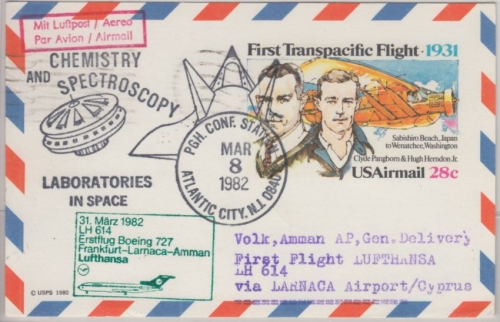 Mit Luftpost / Aereo
Par Avion / Airmail
CHEMISTRY
AND SPECTROSCOPY
LABORATORIES
IN SPACE
PGH. CONF. STATION
MAR
8
1982
ATLANTIC CITY, N.J. 08401
First Transpacific Flight · 1931
Sabishiro Beach, Japan
to Wenatchee, Washington
Clyde Pangborn & Hugh Herndon Jr.
USAirmail 28c
31. März 1982
LH 614
Erstflug Boeing 727
Frankfurt–Larnaca–Amman
Lufthansa
Volk,Amman AP,Gen.Delivery
First Flight LUFTHANSA
LH 614
via LARNACA Airport/Cyprus
© USPS 1980